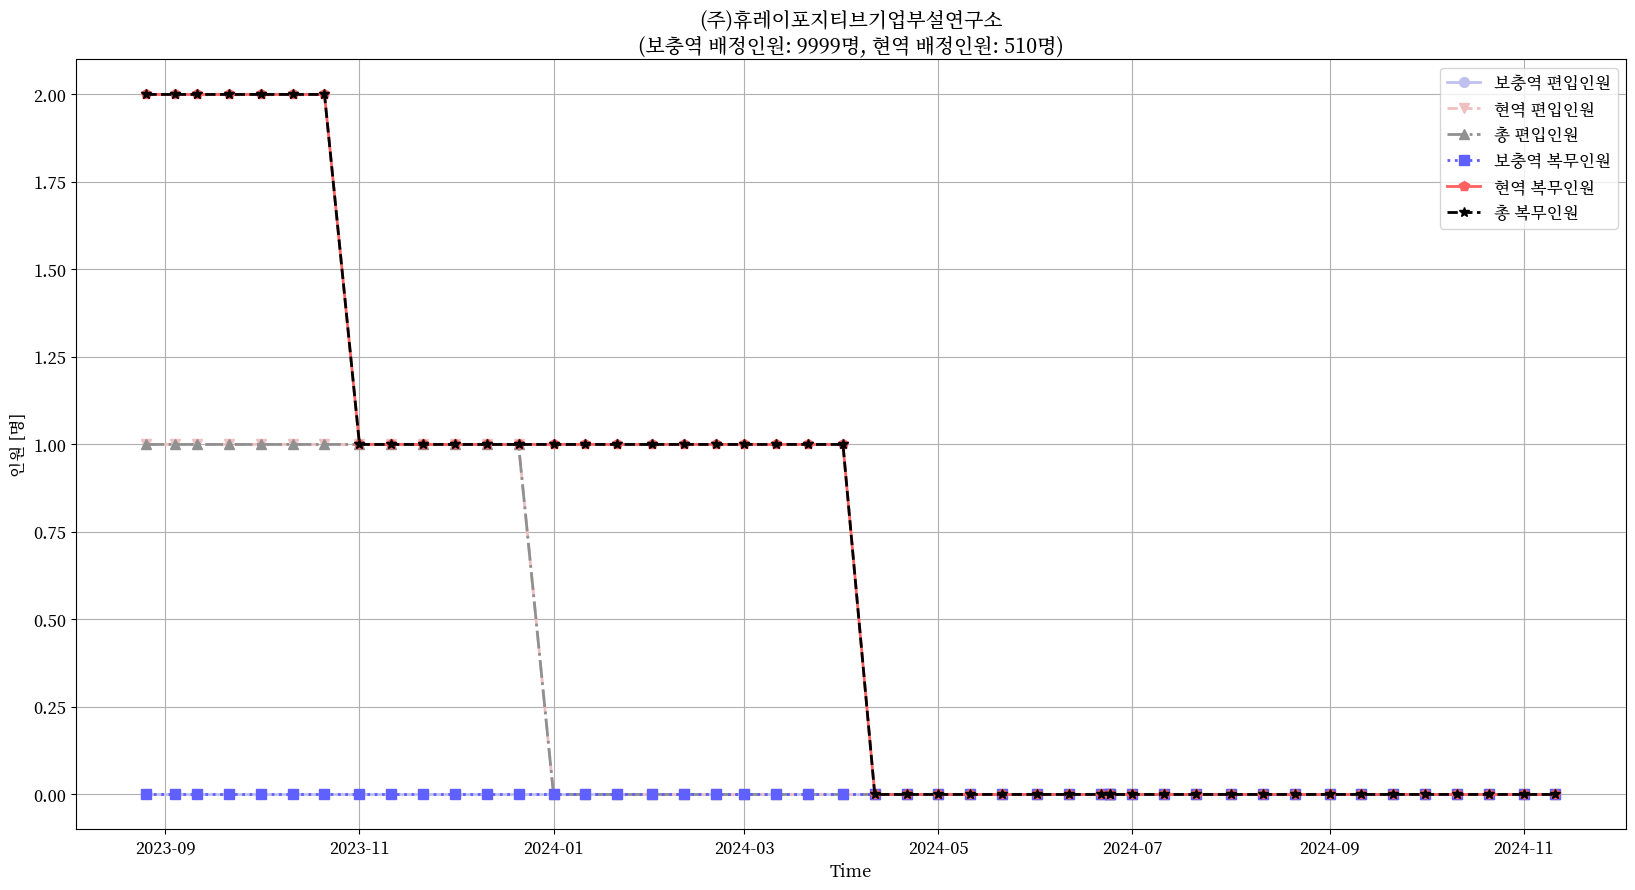 (주)휴레이포지티브기업부설연구소
(보충역 배정인원: 9999명, 현역 배정인원: 510명)
보충역 편입인원
현역 편입인원
총 편입인원
보충역 복무인원
현역 복무인원
총 복무인원
인원 [명]
2.00
1.75
1.50
1.25
1.00
0.75
0.50
0.25
0.00
2023-09
2023-11
2024-01
2024-03
2024-05
2024-07
2024-09
2024-11
Time